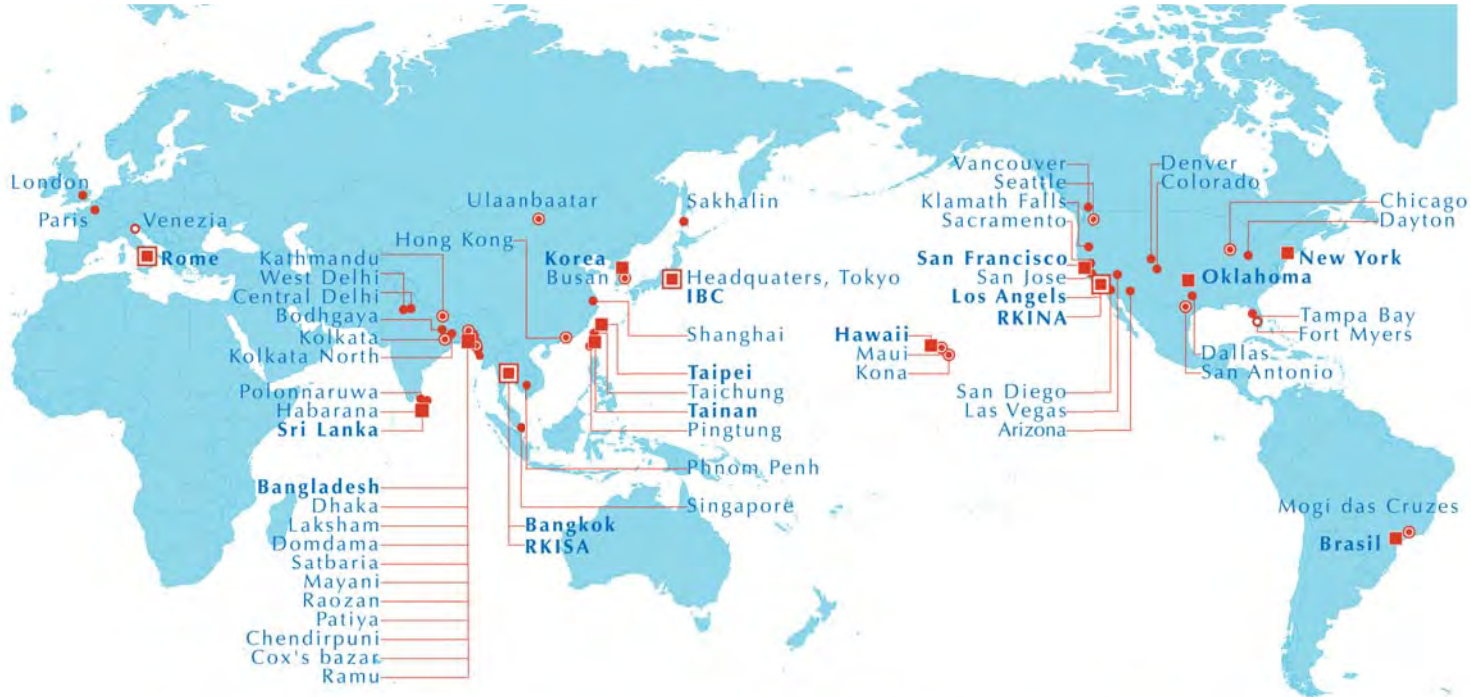 London
Paris
Venezia
Rome
Ulaanbaatar
Sakhalin
Hong Kong
Kathmandu
West Delhi
Central Delhi
Bodhgaya
Kolkata
Kolkata North
Polonnaruwa
Habarana
Sri Lanka
Bangladesh
Dhaka
Laksham
Domdama
Satbaria
Mayani
Raozan
Patiya
Chendirpuni
Cox's bazar
Ramu
Korea
Busan
Headquaters, Tokyo
IBC
Shanghai
Taipei
Taichung
Tainan
Pingtung
Phnom Penh
Singapore
Bangkok
RKISA
Vancouver
Seattle
Klamath Falls
Sacramento
San Francisco
San Jose
Los Angels
RKINA
Hawaii
Maui
Kona
San Diego
Las Vegas
Arizona
Denver
Colorado
Chicago
Dayton
New York
Oklahoma
Tampa Bay
Fort Myers
Dallas
San Antonio
Mogi das Cruzes
Brasil